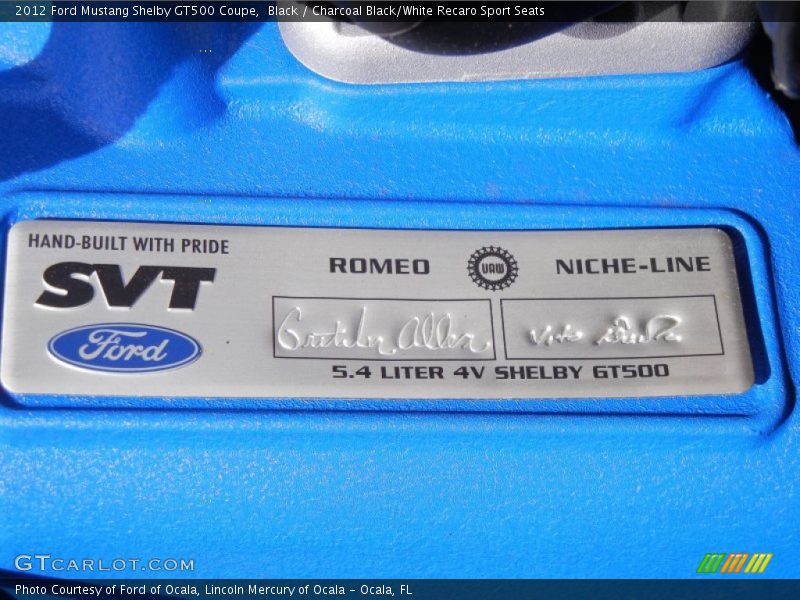 2012 Ford Mustang Shelby GT500 Coupe, Black / Charcoal Black/White Recaro Sport Seats
HAND-BUILT WITH PRIDE
SVT
Ford
ROMEO
UAW
NICHE-LINE
Allen
5.4 LITER 4V SHELBY GT500
GTCARLOT.COM
Photo Courtesy of Ford of Ocala, Lincoln Mercury of Ocala - Ocala, FL